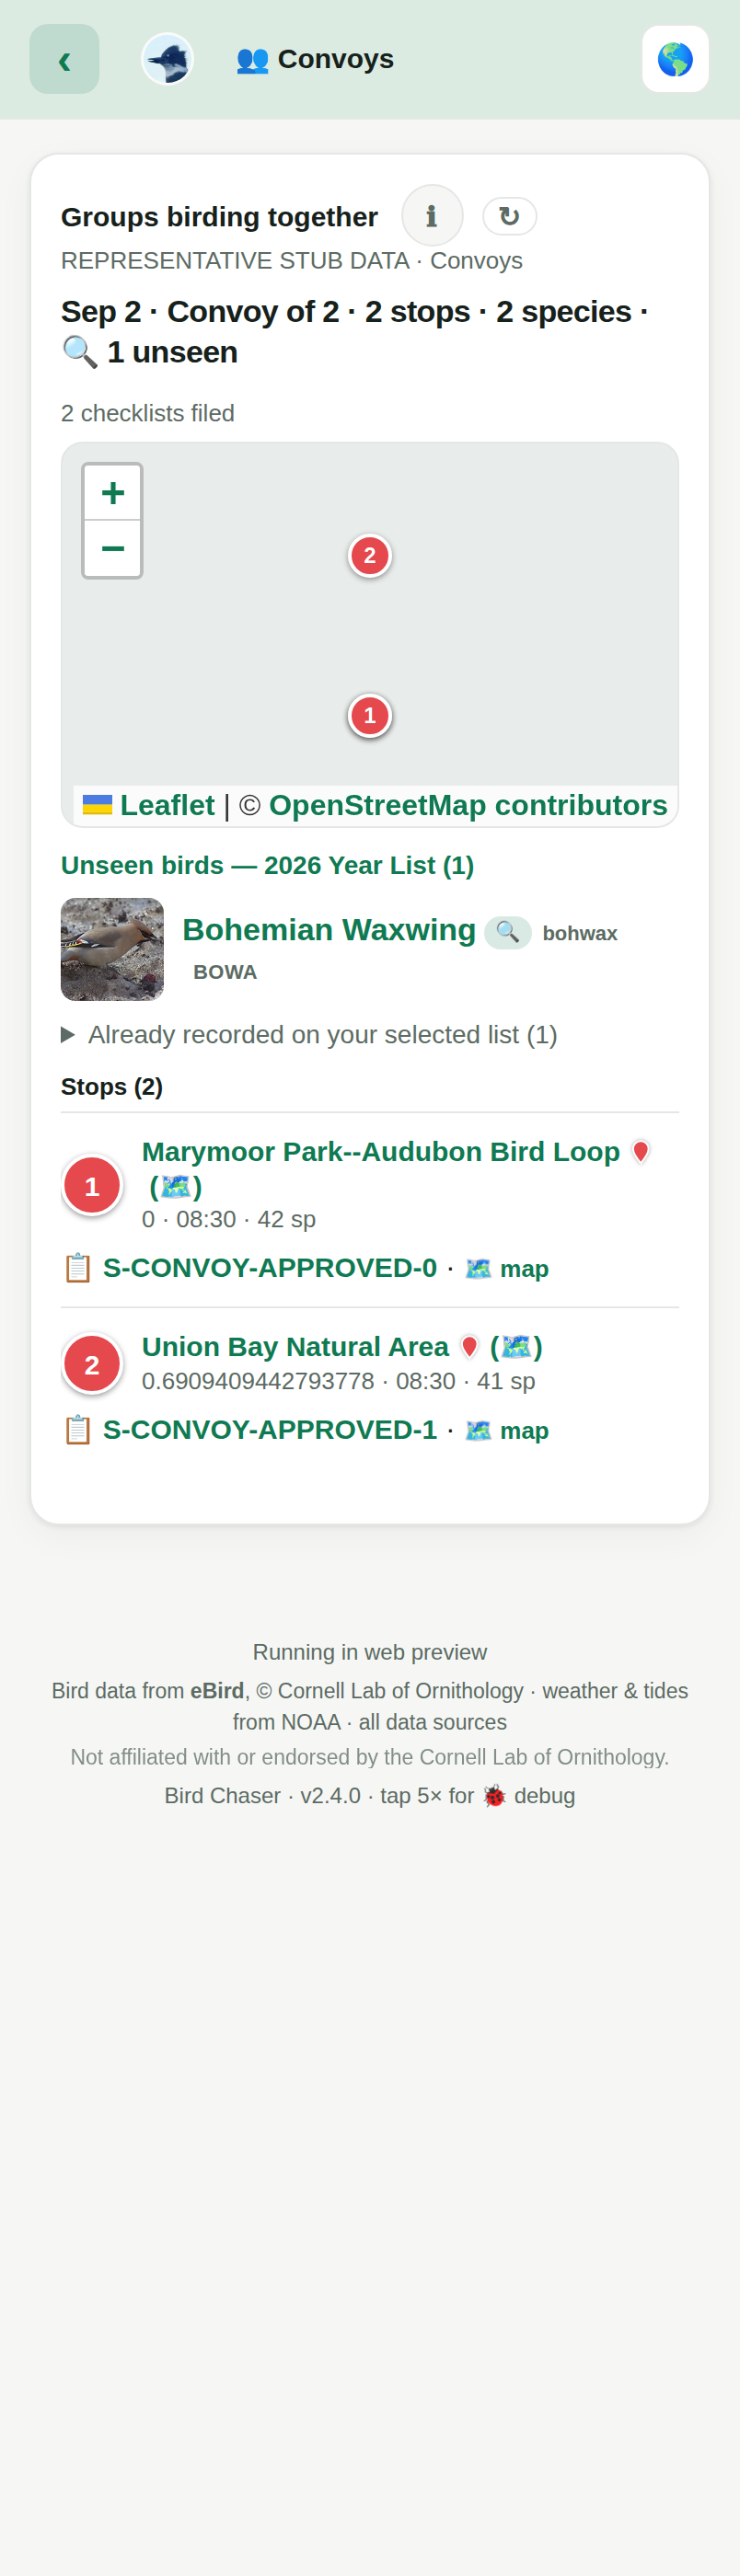 ‹ 👥 Convoys 🌎
Groups birding together ℹ ↻
REPRESENTATIVE STUB DATA · Convoys
Sep 2 · Convoy of 2 · 2 stops · 2 species ·
🔍 1 unseen
2 checklists filed
+
−
2
1
🇺🇦 Leaflet | © OpenStreetMap contributors
Unseen birds — 2026 Year List (1)
Bohemian Waxwing 🔍 bohwax
BOWA
▶ Already recorded on your selected list (1)
Stops (2)
Marymoor Park--Audubon Bird Loop 📍
1 (🗺️)
0 · 08:30 · 42 sp
📋 S-CONVOY-APPROVED-0 · 🗺️ map
Union Bay Natural Area 📍 (🗺️)
2
0.6909409442793778 · 08:30 · 41 sp
📋 S-CONVOY-APPROVED-1 · 🗺️ map
Running in web preview
Bird data from eBird, © Cornell Lab of Ornithology · weather & tides
from NOAA · all data sources
Not affiliated with or endorsed by the Cornell Lab of Ornithology.
Bird Chaser · v2.4.0 · tap 5× for 🐞 debug